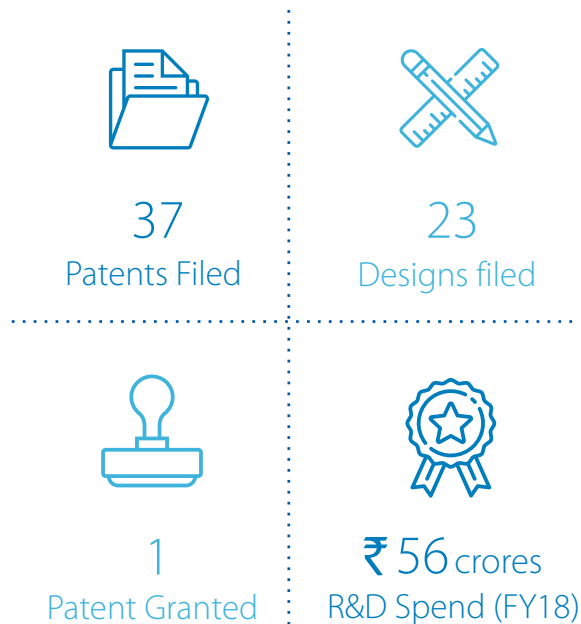 37
Patents Filed
23
Designs filed
1
Patent Granted
₹ 56 crores
R&D Spend (FY18)